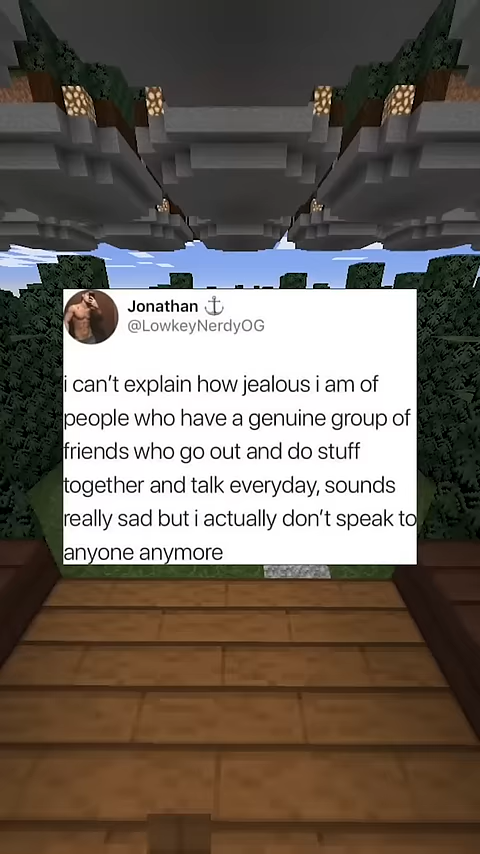 Jonathan ⚓
@LowkeyNerdyOG
i can’t explain how jealous i am of
people who have a genuine group of
friends who go out and do stuff
together and talk everyday, sounds
really sad but i actually don’t speak to
anyone anymore